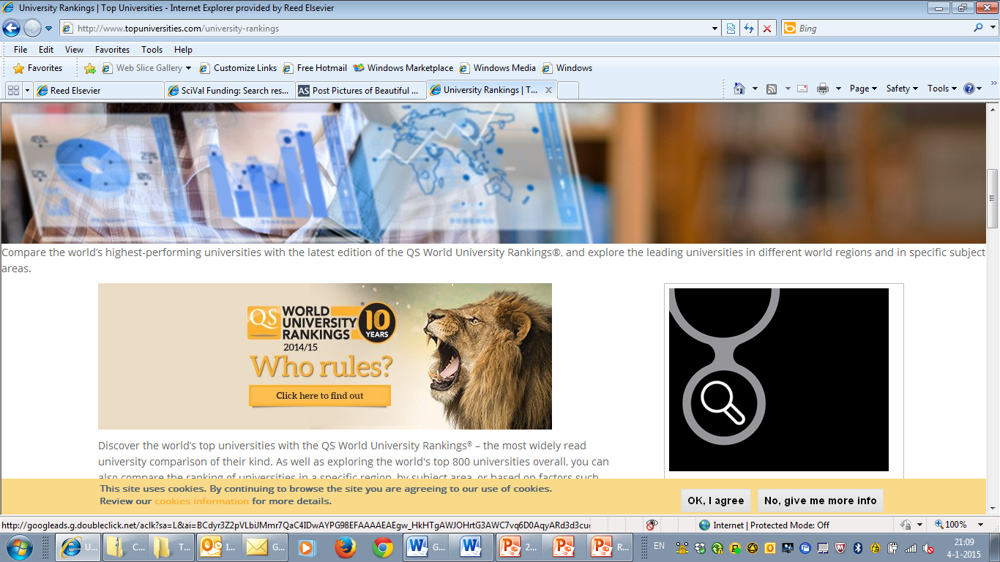 University Rankings | Top Universities - Internet Explorer provided by Reed Elsevier
http://www.topuniversities.com/university-rankings
Bing
File Edit View Favorites Tools Help
Favorites Web Slice Gallery Customize Links Free Hotmail Windows Marketplace Windows Media Windows
Reed Elsevier SciVal Funding: Search res... AS Post Pictures of Beautiful ... University Rankings | T... Page Safety Tools
45%
Compare the world's highest-performing universities with the latest edition of the QS World University Rankings®, and explore the leading universities in different world regions and in specific subject
areas.
QS WORLD UNIVERSITY RANKINGS ® 10 YEARS
2014/15
Who rules?
Click here to find out
Discover the world's top universities with the QS World University Rankings® – the most widely read
university comparison of their kind. As well as exploring the world's top 800 universities overall, you can
also compare the ranking of universities in a specific region, by subject area, or based on factors such
This site uses cookies. By continuing to browse the site you are agreeing to our use of cookies.
Review our cookies information for more details.
OK, I agree No, give me more info
Internet | Protected Mode: Off 100%
U... C... T... I... G... G... 2... R... EN 21:09
4-1-2015